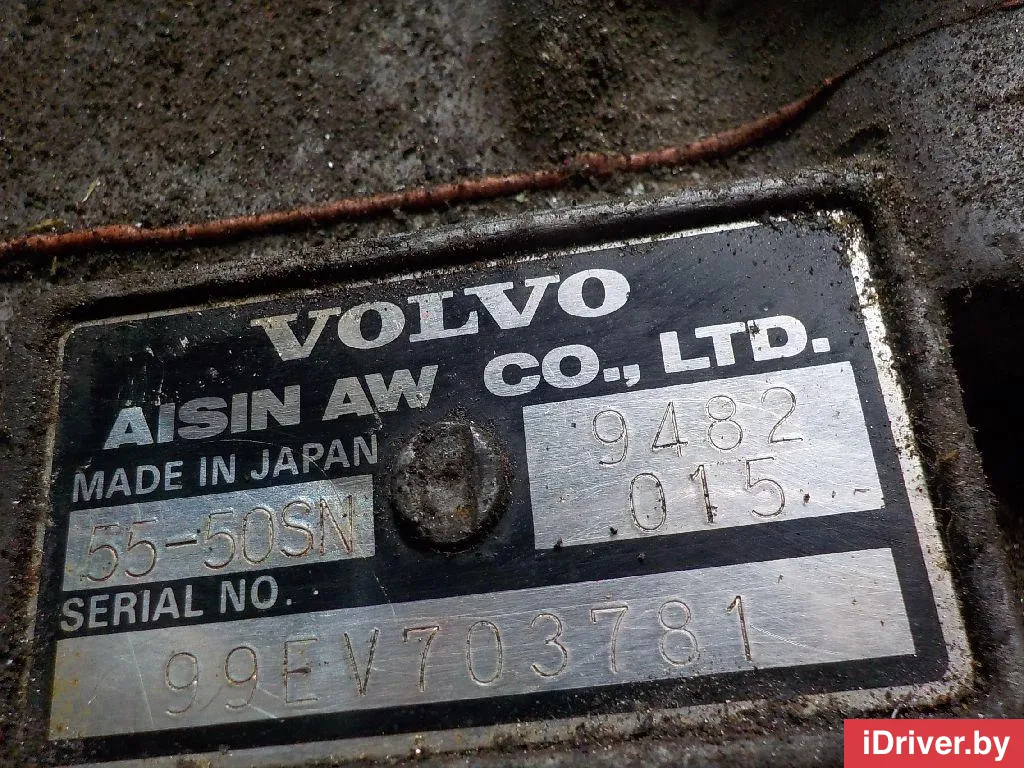 VOLVO
AISIN AW CO., LTD.
MADE IN JAPAN
9482
015
55-50SN
SERIAL NO.
99EV703781
iDriver.by